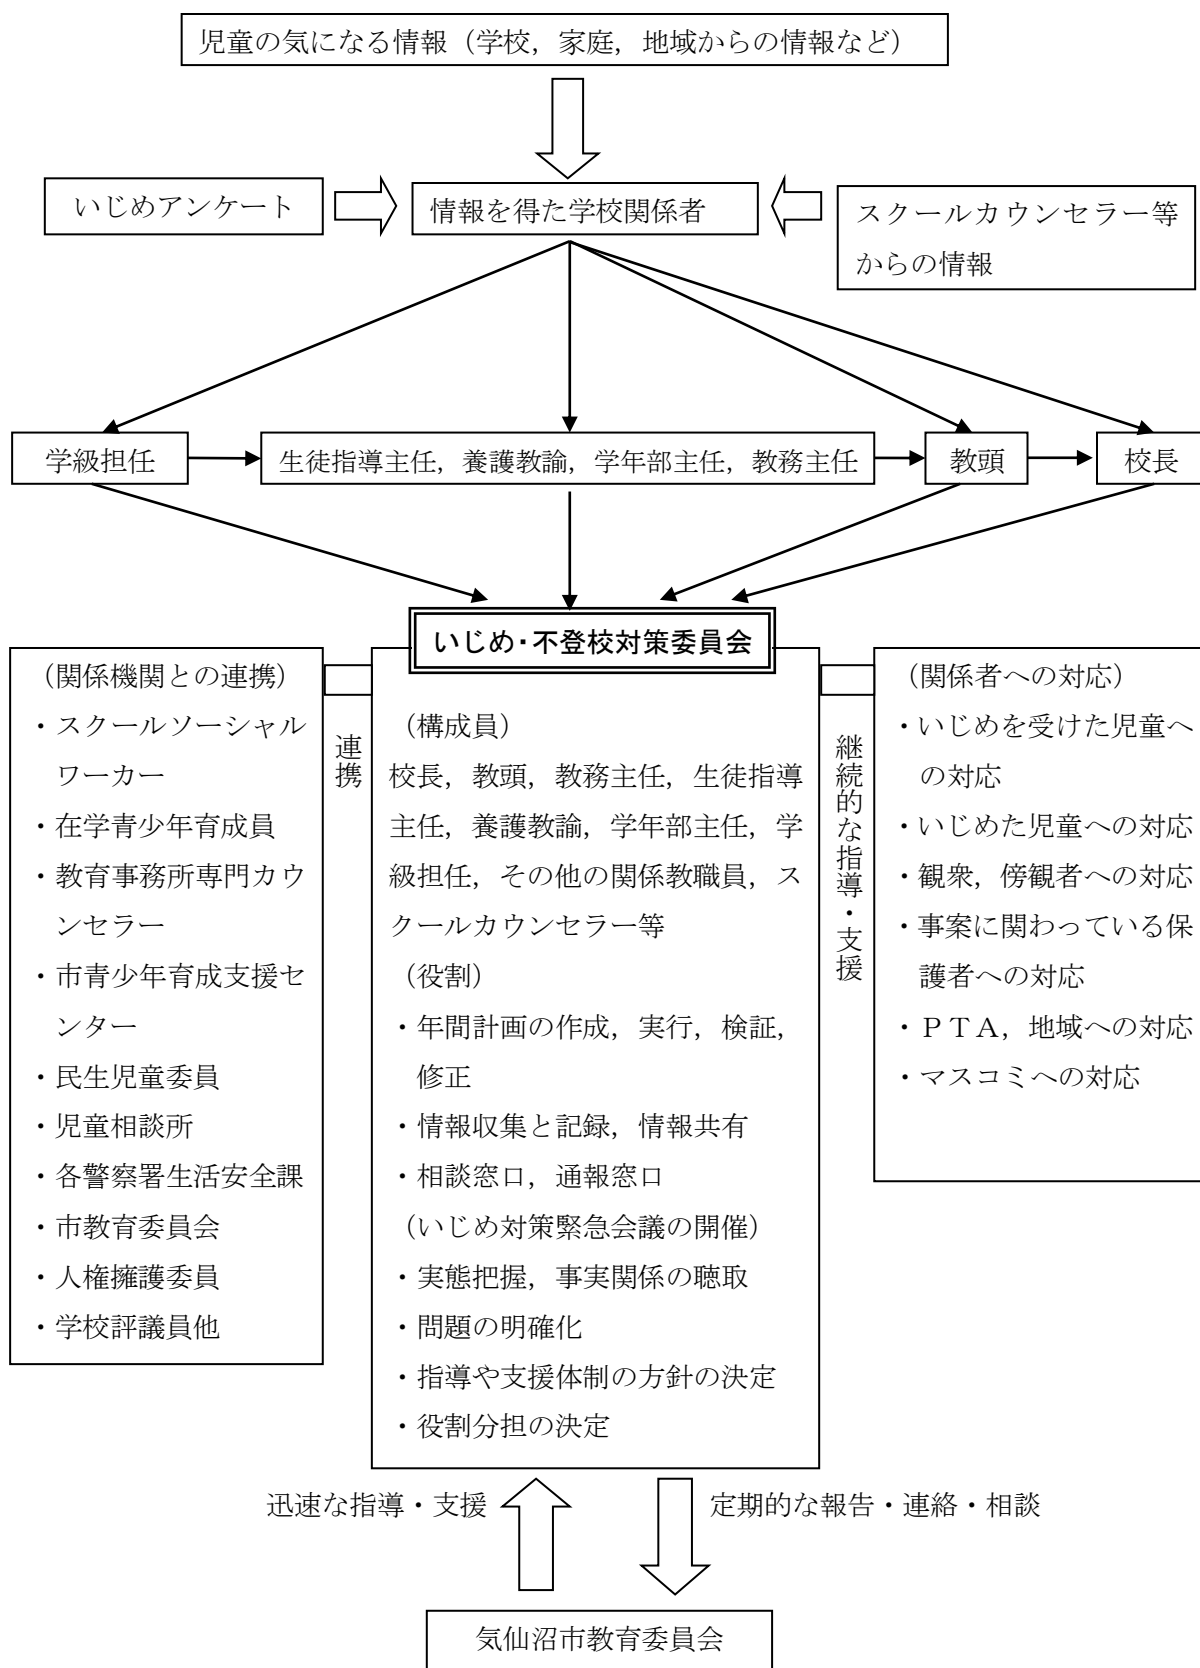 児童の気になる情報（学校，家庭，地域からの情報など）
いじめアンケート
情報を得た学校関係者
スクールカウンセラー等
からの情報
学級担任
生徒指導主任，養護教諭，学年部主任，教務主任
教頭
校長
いじめ・不登校対策委員会
（関係機関との連携）
・スクールソーシャル
ワーカー
・在学青少年育成員
・教育事務所専門カウ
ンセラー
・市青少年育成支援セ
ンター
・民生児童委員
・児童相談所
・各警察署生活安全課
・市教育委員会
・人権擁護委員
・学校評議員他
連携
（構成員）
校長，教頭，教務主任，生徒指導
主任，養護教諭，学年部主任，学
級担任，その他の関係教職員，ス
クールカウンセラー等
（役割）
・年間計画の作成，実行，検証，
修正
・情報収集と記録，情報共有
・相談窓口，通報窓口
（いじめ対策緊急会議の開催）
・実態把握，事実関係の聴取
・問題の明確化
・指導や支援体制の方針の決定
・役割分担の決定
継続的な指導・支援
（関係者への対応）
・いじめを受けた児童へ
の対応
・いじめた児童への対応
・観衆，傍観者への対応
・事案に関わっている保
護者への対応
・ＰＴＡ，地域への対応
・マスコミへの対応
迅速な指導・支援
定期的な報告・連絡・相談
気仙沼市教育委員会